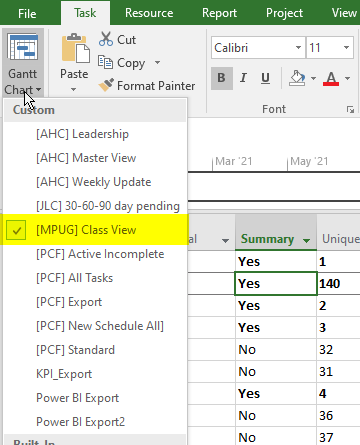 File Task Resource Report Project View
Gantt
Chart
Paste
Cut
Copy
Format Painter
Calibri 11
B I U
Mar '21 May '21
Custom
[AHC] Leadership
[AHC] Master View
[AHC] Weekly Update
[JLC] 30-60-90 day pending
[MPUG] Class View
[PCF] Active Incomplete
[PCF] All Tasks
[PCF] Export
[PCF] New Schedule All]
[PCF] Standard
KPI_Export
Power BI Export
Power BI Export2
Built-In
al Summary Unique
Yes 1
Yes 140
Yes 2
Yes 3
No 32
No 31
Yes 4
No 36
No 37